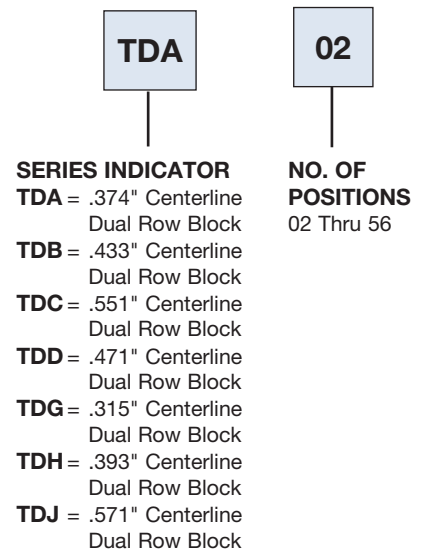 TDA
02
SERIES INDICATOR
TDA = .374" Centerline
Dual Row Block
TDB = .433" Centerline
Dual Row Block
TDC = .551" Centerline
Dual Row Block
TDD = .471" Centerline
Dual Row Block
TDG = .315" Centerline
Dual Row Block
TDH = .393" Centerline
Dual Row Block
TDJ = .571" Centerline
Dual Row Block
NO. OF
POSITIONS
02 Thru 56